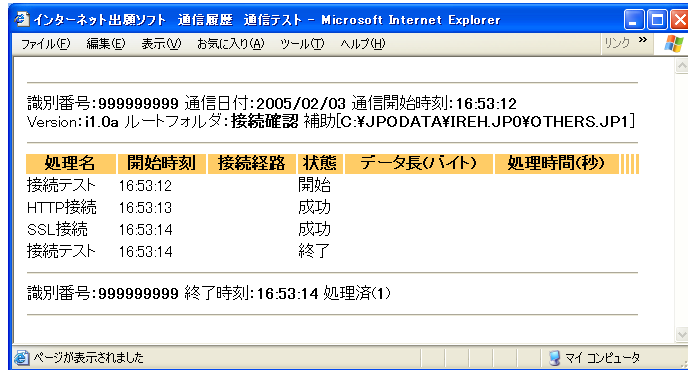 インターネット出願ソフト 通信履歴 通信テスト - Microsoft Internet Explorer
ファイル(F) 編集(E) 表示(V) お気に入り(A) ツール(T) ヘルプ(H) リンク »
識別番号:999999999 通信日付:2005/02/03 通信開始時刻:16:53:12
Version:i1.0a ルートフォルダ:接続確認 補助[C:¥JPODATA¥IREH.JP0¥OTHERS.JP1]
処理名 開始時刻 接続経路 状態 データ長(バイト) 処理時間(秒)
接続テスト 16:53:12 開始
HTTP接続 16:53:13 成功
SSL接続 16:53:14 成功
接続テスト 16:53:14 終了
識別番号:999999999 終了時刻:16:53:14 処理済(1)
ページが表示されました マイ コンピュータ